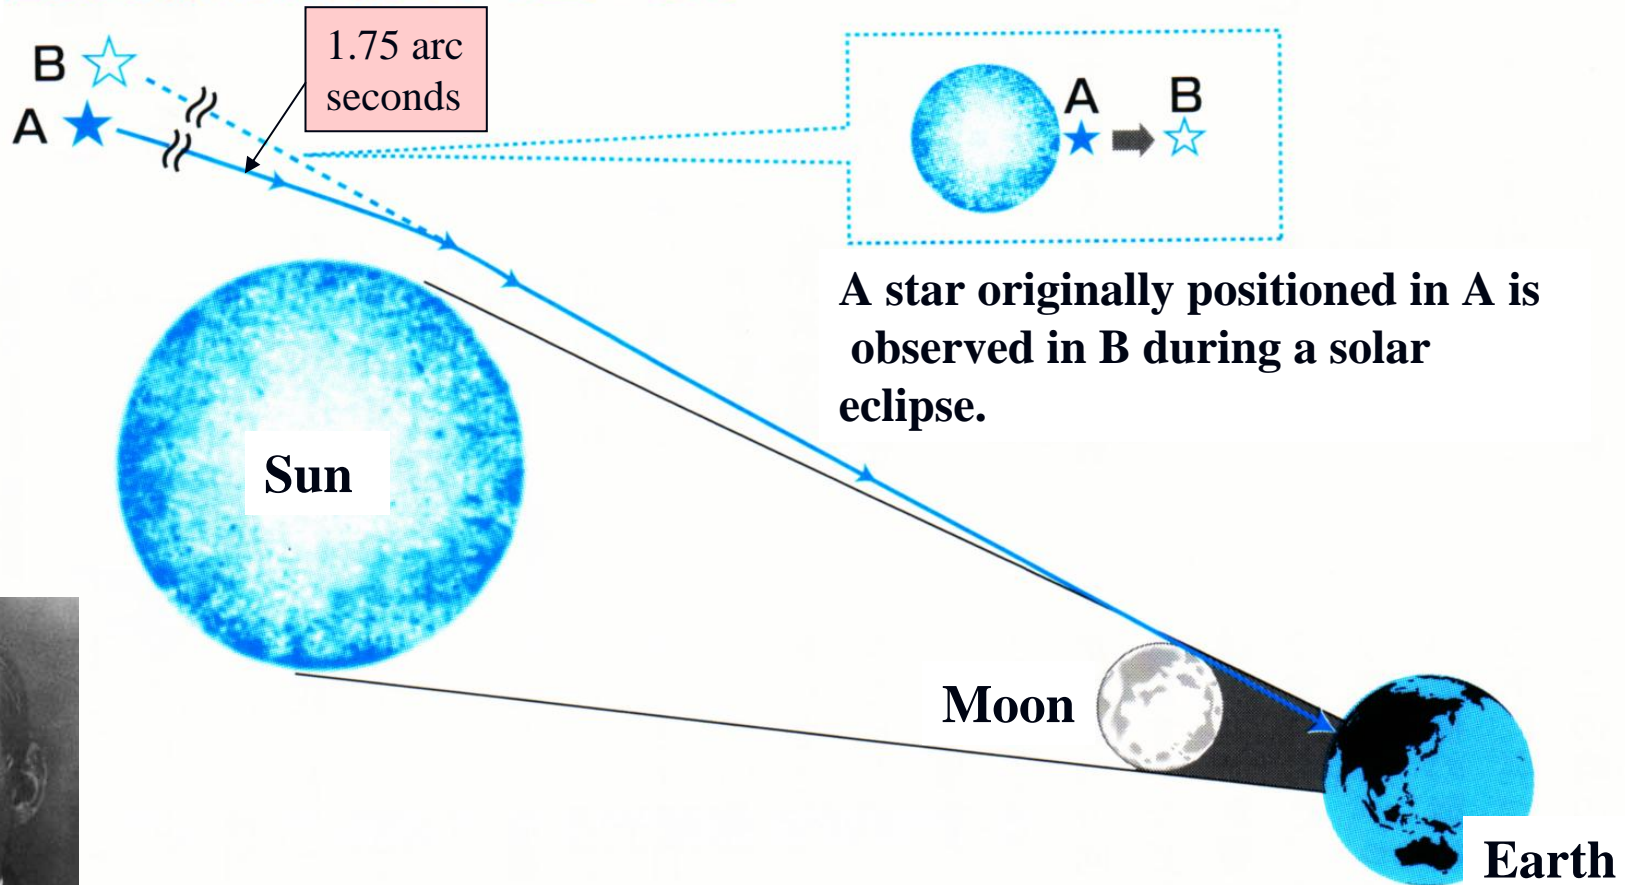 B
A
1.75 arc
seconds
A
B
A star originally positioned in A is
observed in B during a solar
eclipse.
Sun
Moon
Earth